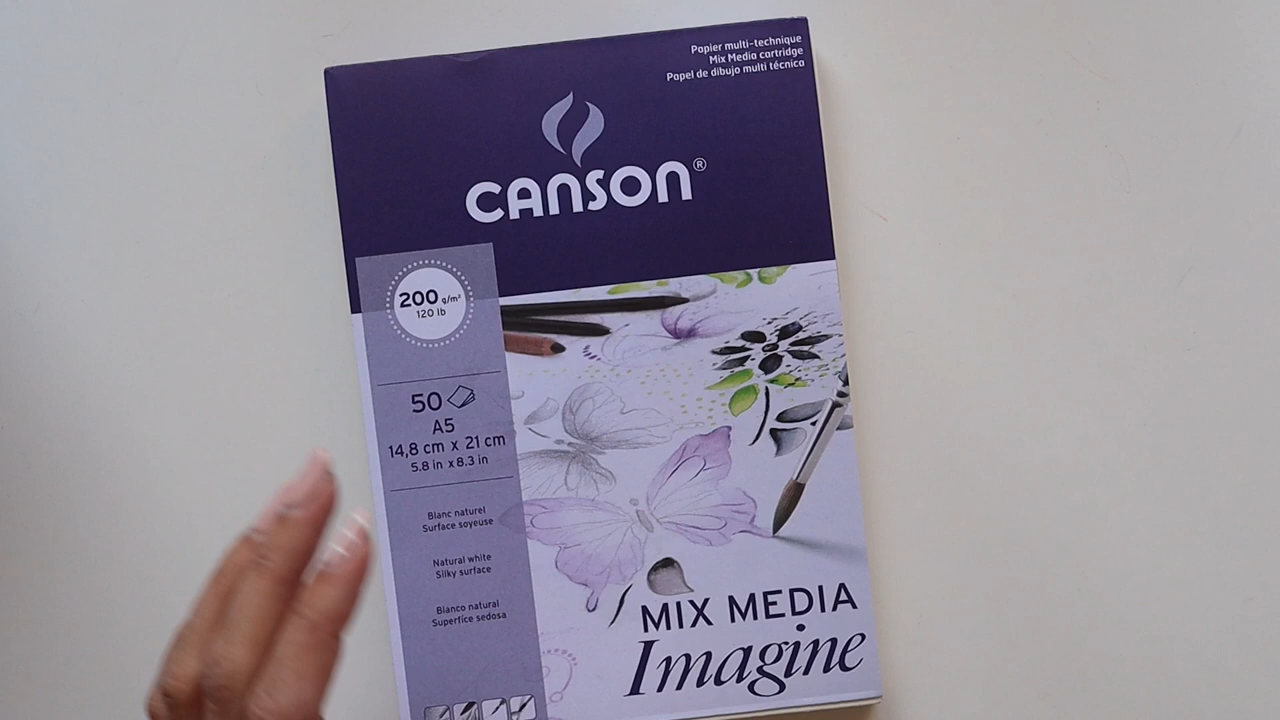 Papier multi-technique
Mix Media cartridge
Papel de dibujo multi técnica
CANSON®
200 g/m²
120 lb
50
A5
14,8 cm x 21 cm
5.8 in x 8.3 in
Blanc naturel
Surface soyeuse
Natural white
Silky surface
Blanco natural
Superfice sedosa
MIX MEDIA
Imagine